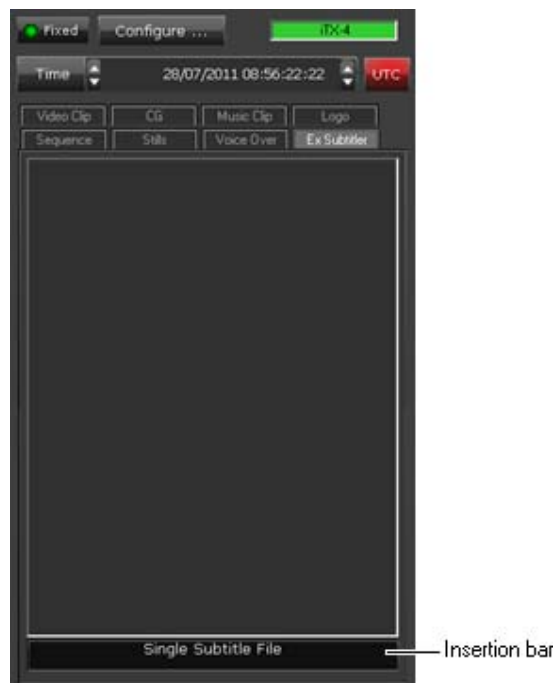 Fixed Configure ... iTX-4
Time 28/07/2011 08:56:22:22 UTC
Video Clip CG Music Clip Logo
Sequence Stills Voice Over Ex Subtitler
Single Subtitle File
Insertion bar